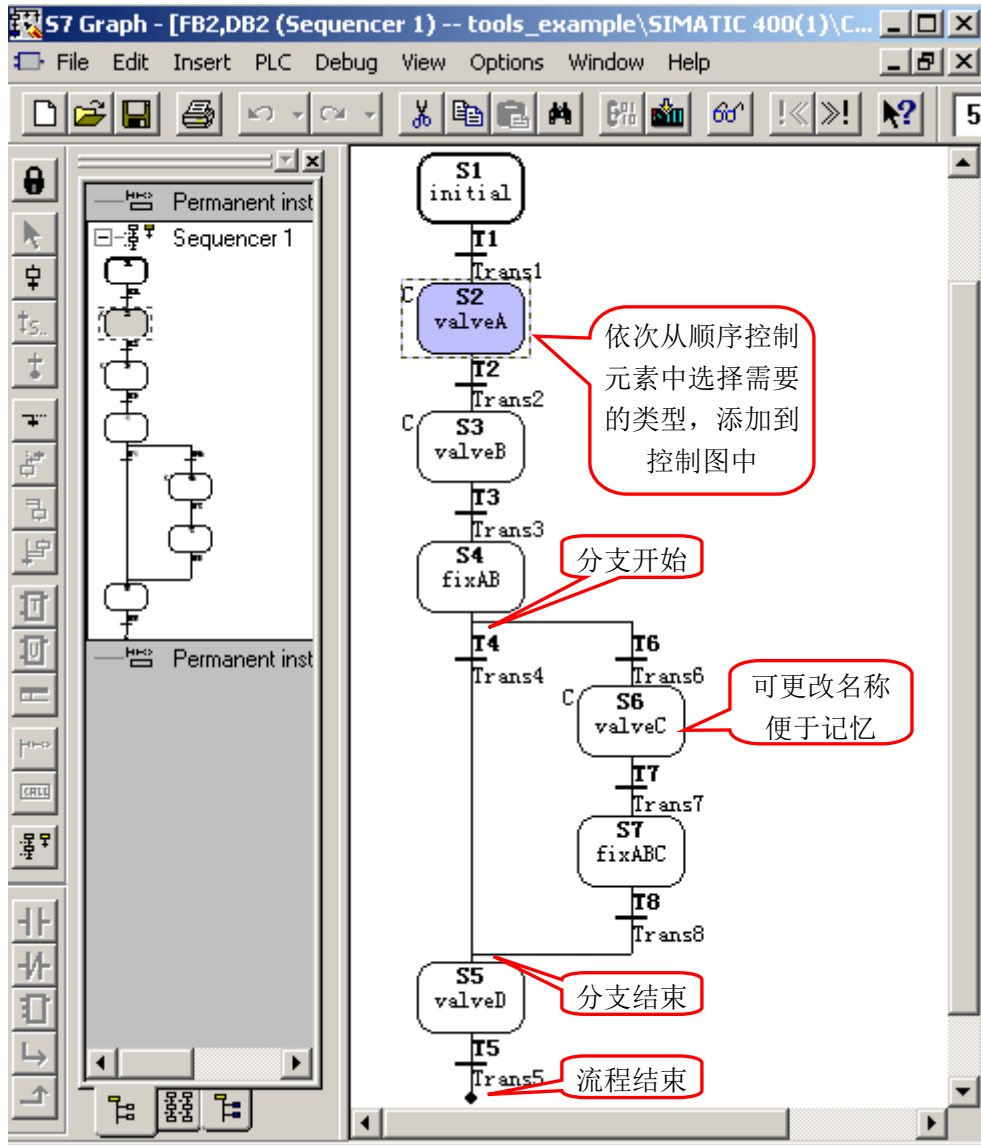 S7 Graph - [FB2,DB2 (Sequencer 1) -- tools_example\SIMATIC 400(1)\C...
File Edit Insert PLC Debug View Options Window Help
5
Permanent inst
Sequencer 1
Permanent inst
S1
initial
T1
Trans1
C
S2
valveA
依次从顺序控制
元素中选择需要
的类型，添加到
控制图中
T2
Trans2
C
S3
valveB
T3
Trans3
S4
fixAB
分支开始
T4
Trans4
T6
Trans6
C
S6
valveC
可更改名称
便于记忆
T7
Trans7
S7
fixABC
T8
Trans8
S5
valveD
分支结束
T5
Trans5
流程结束
CALL